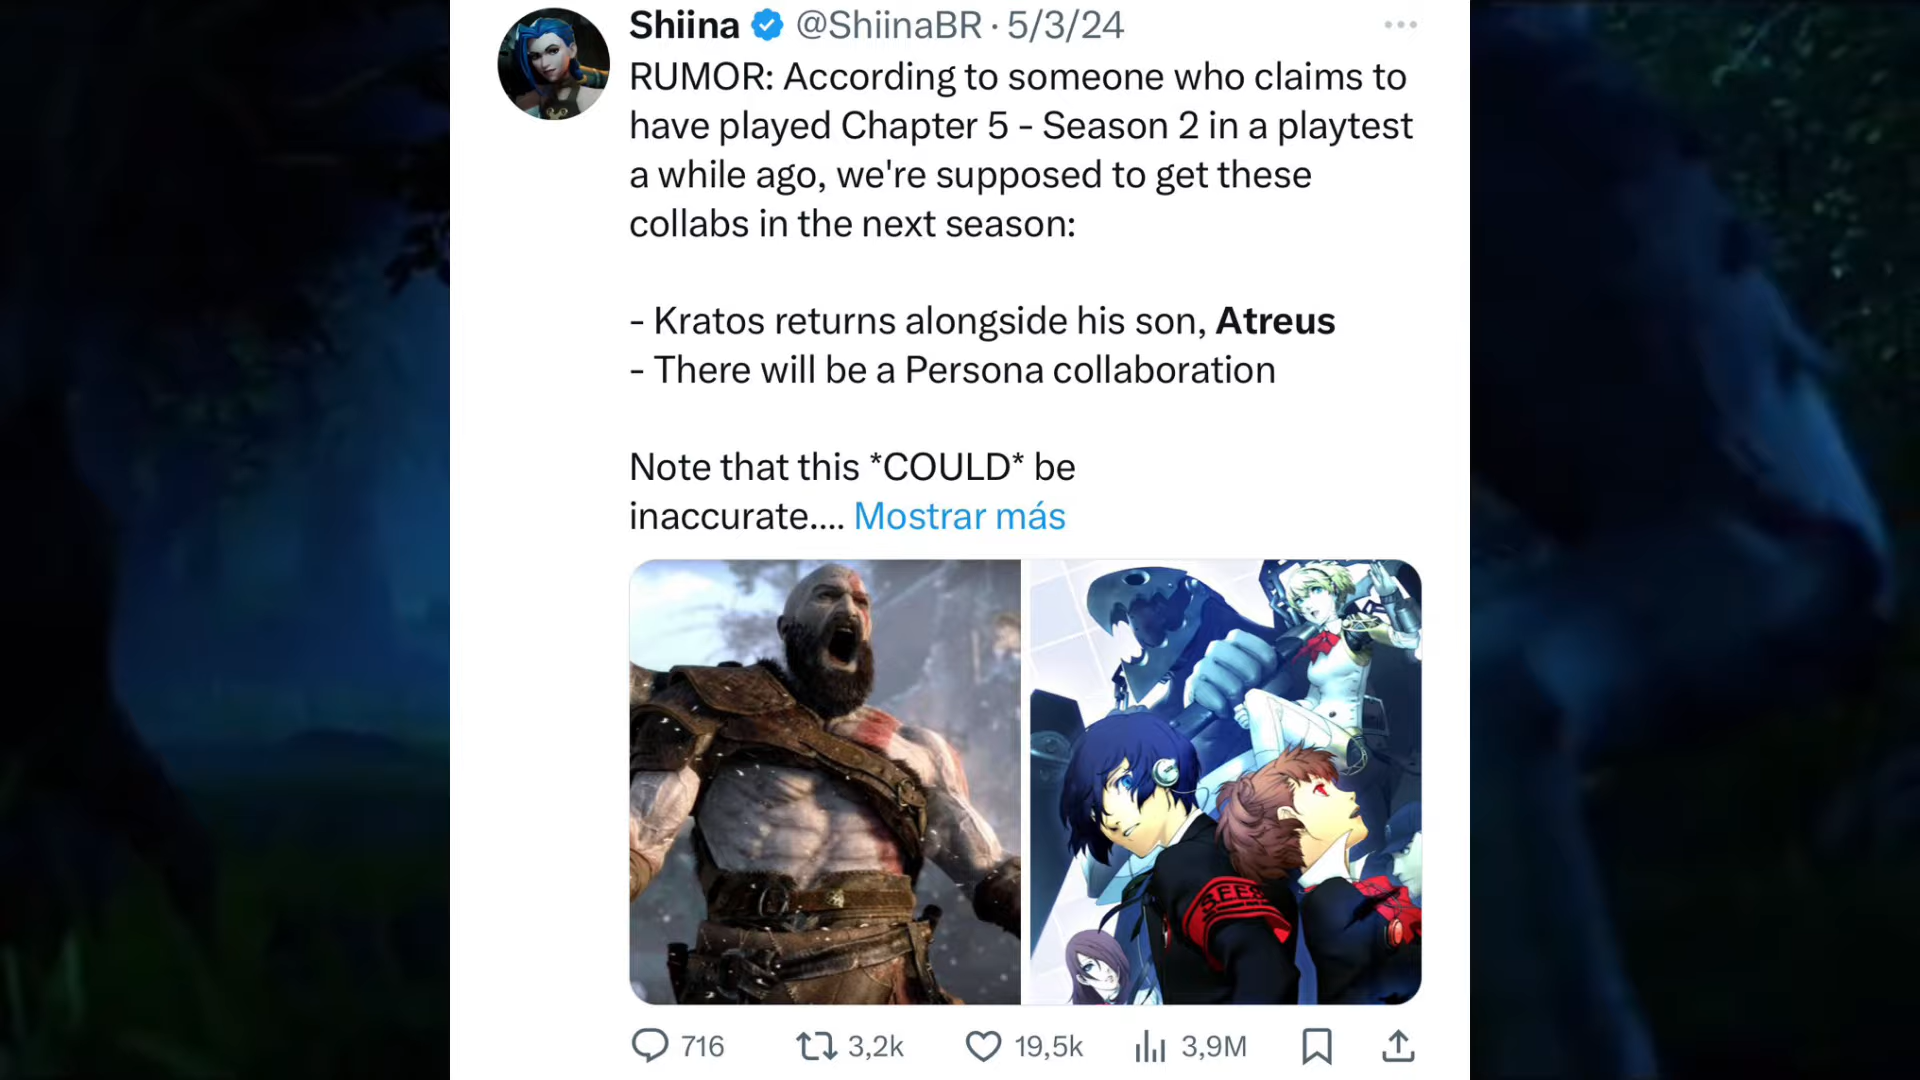 Shiina @ShiinaBR · 5/3/24
RUMOR: According to someone who claims to
have played Chapter 5 - Season 2 in a playtest
a while ago, we're supposed to get these
collabs in the next season:
- Kratos returns alongside his son, Atreus
- There will be a Persona collaboration
Note that this *COULD* be
inaccurate.... Mostrar más
SEES
716 3,2k 19,5k 3,9M